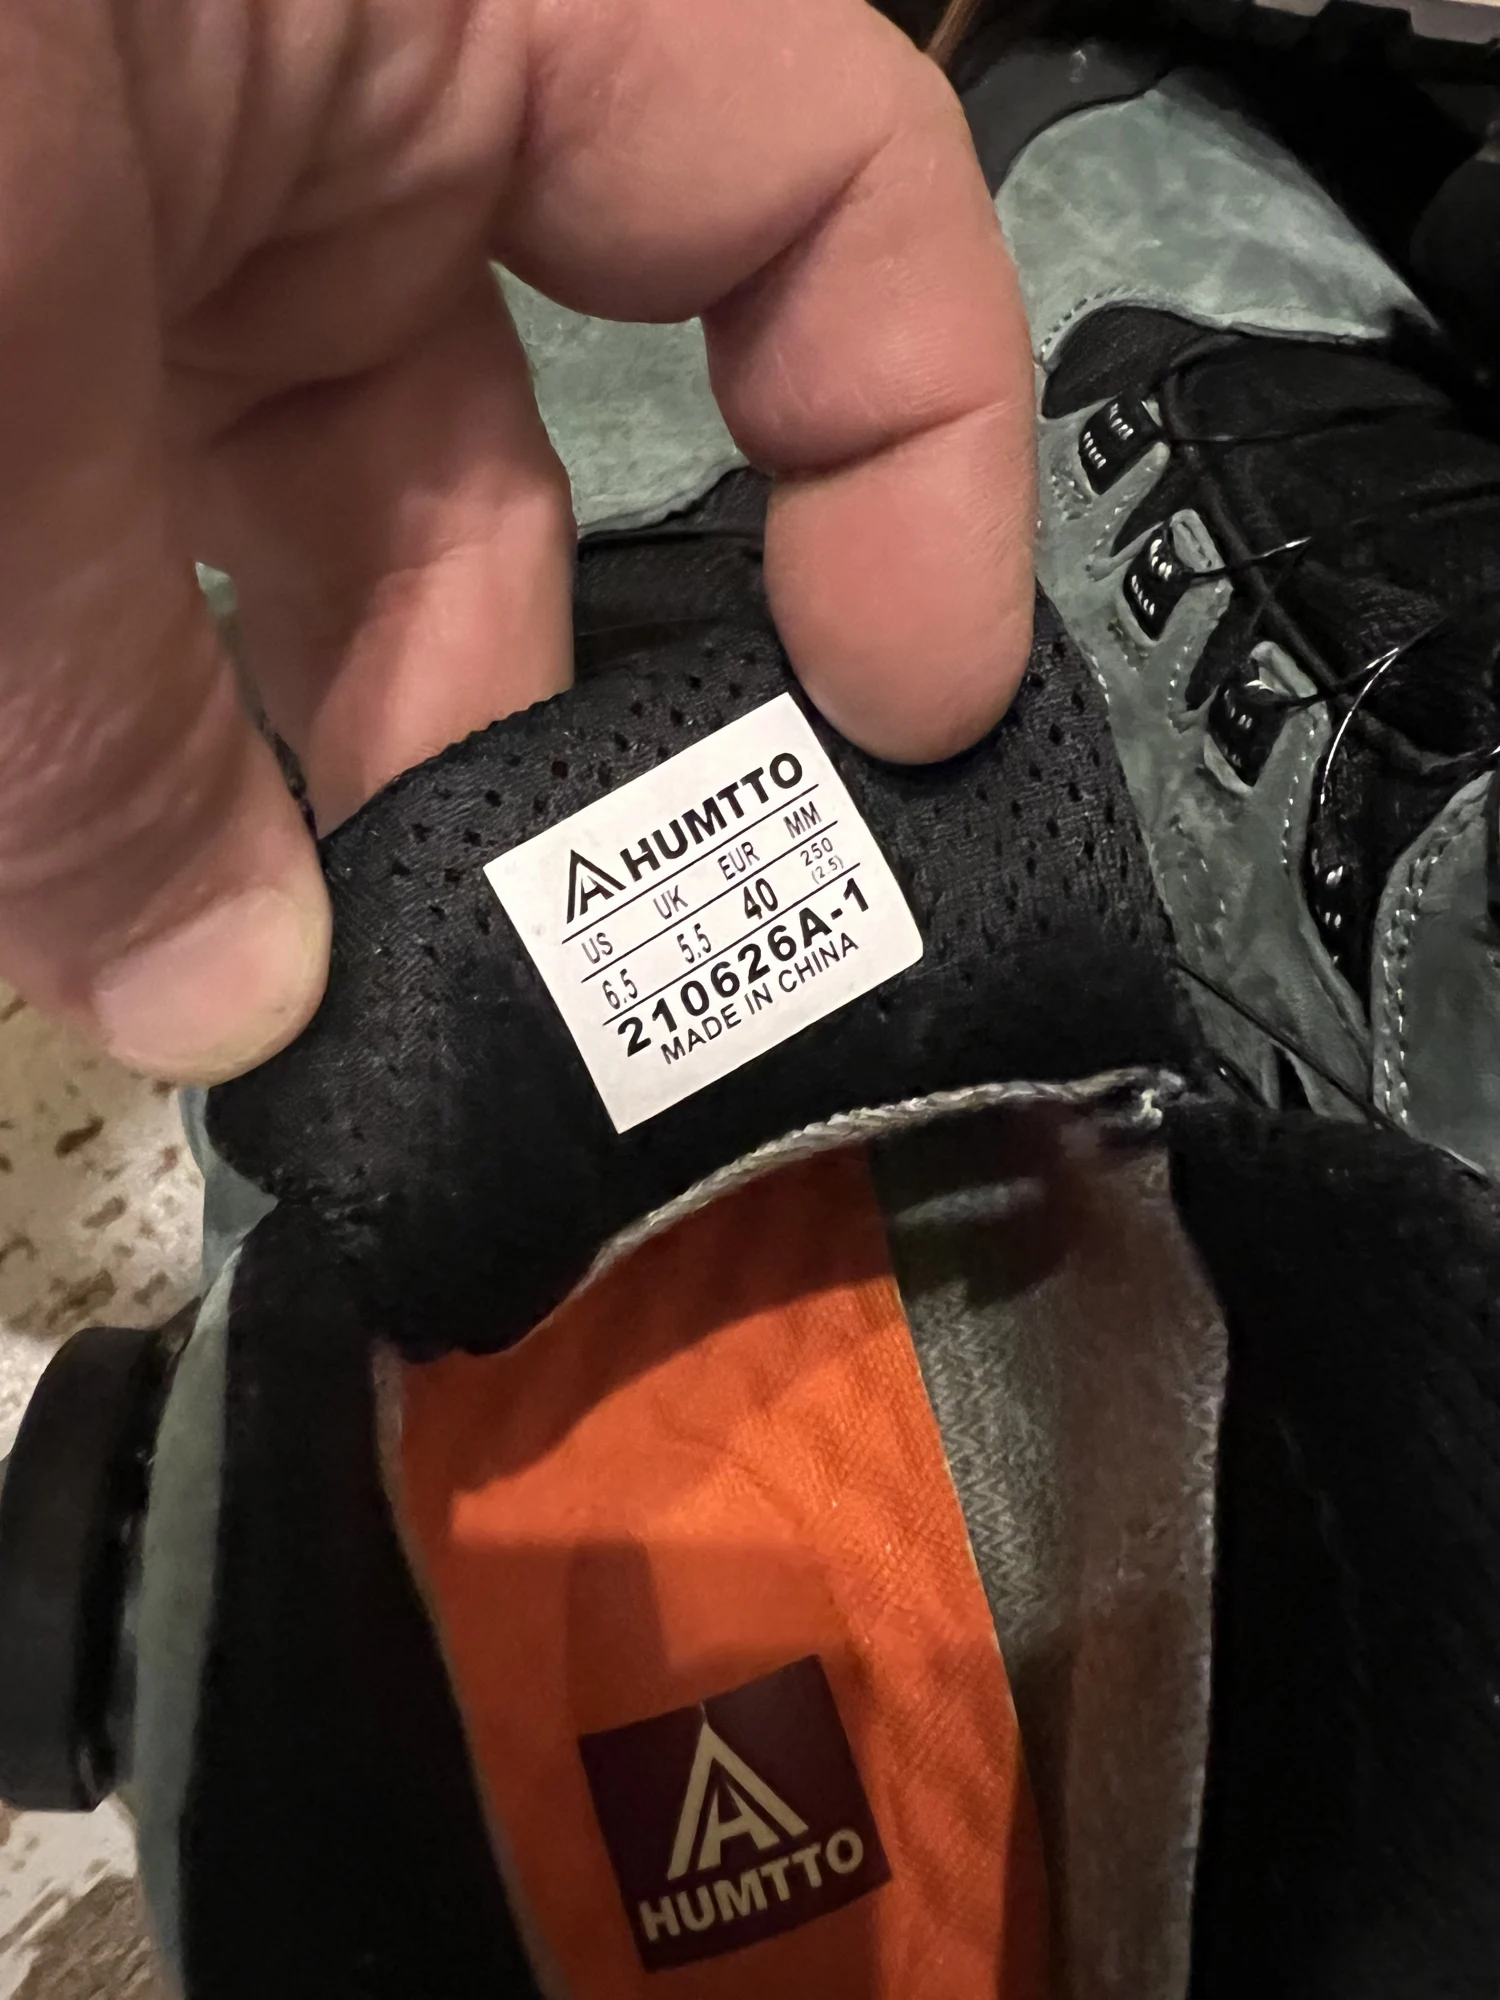 HUMTTO
US UK EUR MM
6.5 5.5 40 250
(2.5)
210626A-1
MADE IN CHINA
HUMTTO